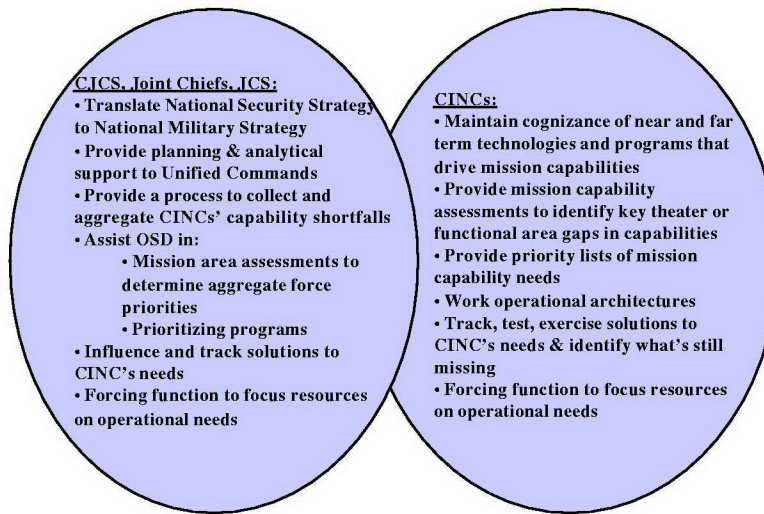 CJCS, Joint Chiefs, JCS:
• Translate National Security Strategy
to National Military Strategy
• Provide planning & analytical
support to Unified Commands
• Provide a process to collect and
aggregate CINCs' capability shortfalls
• Assist OSD in:
• Mission area assessments to
determine aggregate force
priorities
• Prioritizing programs
• Influence and track solutions to
CINC's needs
• Forcing function to focus resources
on operational needs
CINCs:
• Maintain cognizance of near and far
term technologies and programs that
drive mission capabilities
• Provide mission capability
assessments to identify key theater or
functional area gaps in capabilities
• Provide priority lists of mission
capability needs
• Work operational architectures
• Track, test, exercise solutions to
CINC's needs & identify what's still
missing
• Forcing function to focus resources
on operational needs